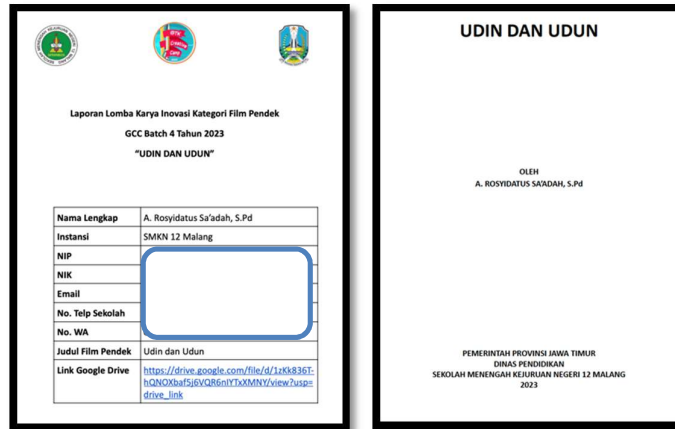 Laporan Lomba Karya Inovasi Kategori Film Pendek
GCC Batch 4 Tahun 2023
“UDIN DAN UDUN”
Nama Lengkap A. Rosyidatus Sa’adah, S.Pd
Instansi SMKN 12 Malang
NIP
NIK
Email
No. Telp Sekolah
No. WA
Judul Film Pendek Udin dan Udun
Link Google Drive https://drive.google.com/file/d/1zKk836T-
hQNOXbaf5j6VQR6nIYTxXMNY/view?usp=
drive_link
UDIN DAN UDUN
OLEH
A. ROSYIDATUS SA’ADAH, S.Pd
PEMERINTAH PROVINSI JAWA TIMUR
DINAS PENDIDIKAN
SEKOLAH MENENGAH KEJURUAN NEGERI 12 MALANG
2023